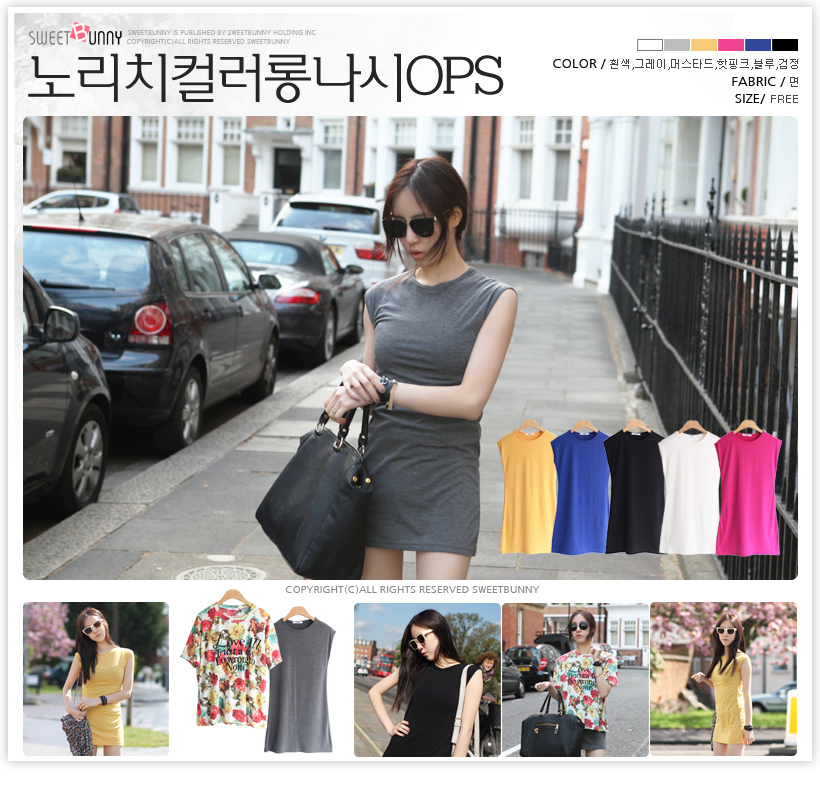 SWEETBUNNY
SWEETBUNNY IS PUBLISHED BY SWEETBUNNY HOLDING INC
COPYRIGHT(C)ALL RIGHTS RESERVED SWEETBUNNY
노리치컬러롱나시OPS
COLOR / 흰색,그레이,머스타드,핫핑크,블루,검정
FABRIC / 면
SIZE/ FREE
COPYRIGHT(C)ALL RIGHTS RESERVED SWEETBUNNY